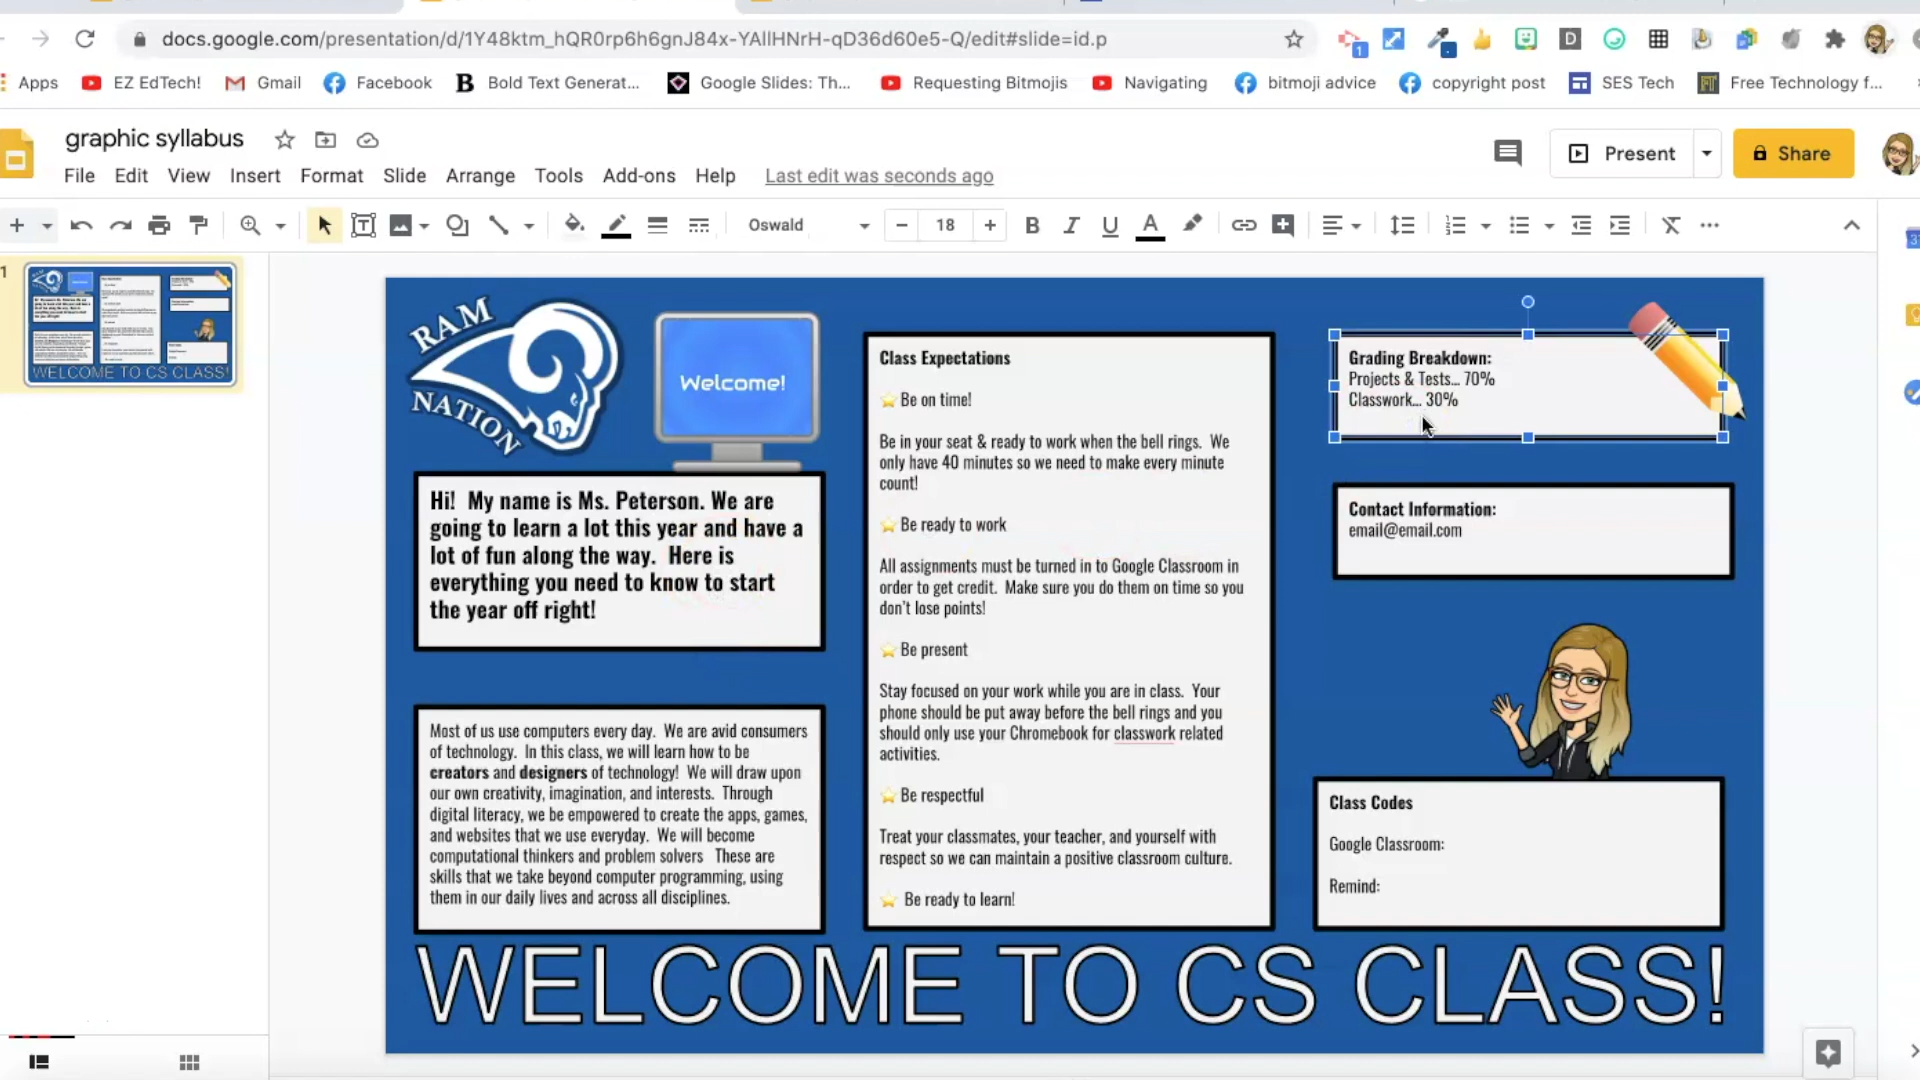 docs.google.com/presentation/d/1Y48ktm_hQR0rp6h6gnJ84x-YAllHNrH-qD36d60e5-Q/edit#slide=id.p
Apps EZ EdTech! Gmail Facebook Bold Text Generat... Google Slides: Th... Requesting Bitmojis Navigating bitmoji advice copyright post SES Tech Free Technology f...
graphic syllabus
Present
Share
File Edit View Insert Format Slide Arrange Tools Add-ons Help Last edit was seconds ago
Oswald
18
1
RAM
NATION
Welcome!
Hi! My name is Ms. Peterson. We are
going to learn a lot this year and have a
lot of fun along the way. Here is
everything you need to know to start
the year off right!
Most of us use computers every day. We are avid consumers
of technology. In this class, we will learn how to be
creators and designers of technology! We will draw upon
our own creativity, imagination, and interests. Through
digital literacy, we be empowered to create the apps, games,
and websites that we use everyday. We will become
computational thinkers and problem solvers These are
skills that we take beyond computer programming, using
them in our daily lives and across all disciplines.
Class Expectations
⭐ Be on time!
Be in your seat & ready to work when the bell rings. We
only have 40 minutes so we need to make every minute
count!
⭐ Be ready to work
All assignments must be turned in to Google Classroom in
order to get credit. Make sure you do them on time so you
don't lose points!
⭐ Be present
Stay focused on your work while you are in class. Your
phone should be put away before the bell rings and you
should only use your Chromebook for classwork related
activities.
⭐ Be respectful
Treat your classmates, your teacher, and yourself with
respect so we can maintain a positive classroom culture.
⭐ Be ready to learn!
Grading Breakdown:
Projects & Tests... 70%
Classwork... 30%
Contact Information:
email@email.com
Class Codes
Google Classroom:
Remind:
WELCOME TO CS CLASS!